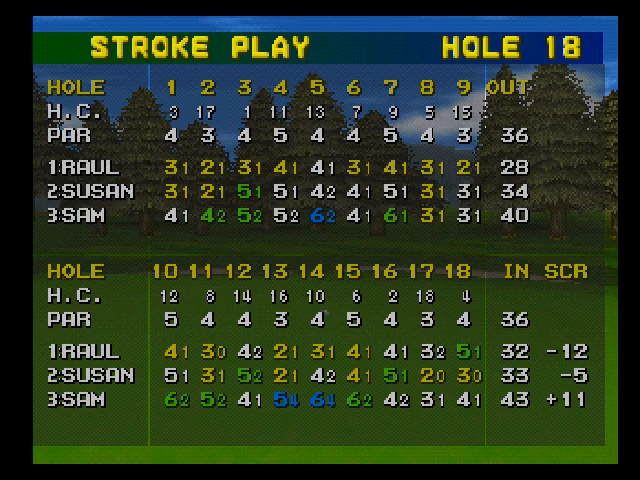 STROKE PLAY HOLE 18
HOLE 1 2 3 4 5 6 7 8 9 OUT
H.C. 3 17 1 11 13 7 9 5 15
PAR 4 3 4 5 4 4 5 4 3 36
1:RAUL 31 21 31 41 41 31 41 31 21 28
2:SUSAN 31 21 51 51 42 41 51 31 31 34
3:SAM 41 42 52 52 62 41 61 31 31 40
HOLE 10 11 12 13 14 15 16 17 18 IN SCR
H.C. 12 8 14 16 10 6 2 18 4
PAR 5 4 4 3 4 5 4 3 4 36
1:RAUL 41 30 42 21 31 41 41 32 51 32 -12
2:SUSAN 51 31 52 21 42 41 51 20 30 33 -5
3:SAM 62 52 41 54 64 62 42 31 41 43 +11